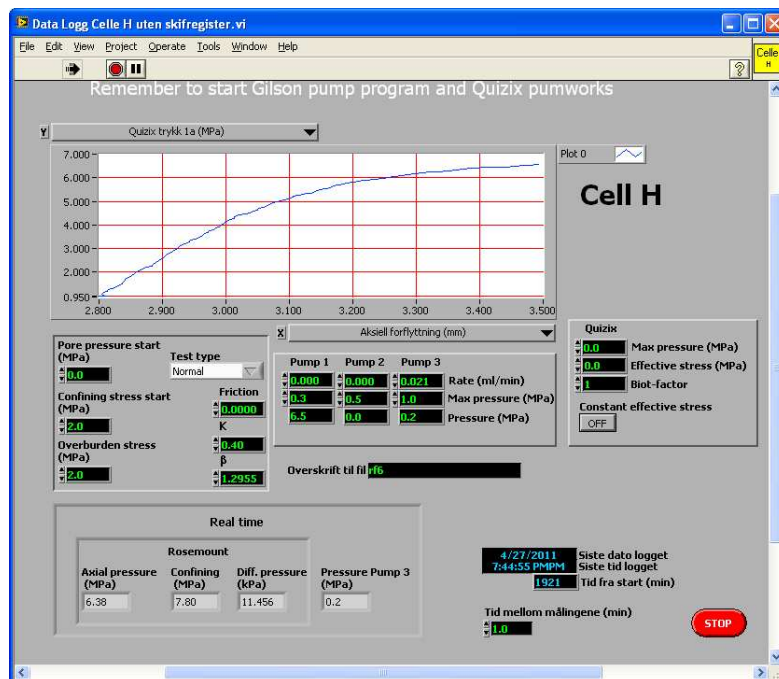 Data Logg Celle H uten skifregister.vi
File Edit View Project Operate Tools Window Help
Celle
H
Remember to start Gilson pump program and Quizix pumworks
Y Quizix trykk 1a (MPa)
Plot 0
7.000
6.000
5.000
4.000
3.000
2.000
0.950
2.800 2.900 3.000 3.100 3.200 3.300 3.400 3.500
Cell H
X Aksiell forflyttning (mm)
Pore pressure start
(MPa)
0.0
Test type
Normal
Confining stress start
(MPa)
2.0
Friction
0.0000
K
0.40
Overburden stress
(MPa)
2.0
β
1.2955
Pump 1 Pump 2 Pump 3
0.000 0.000 0.021 Rate (ml/min)
0.3 0.5 1.0 Max pressure (MPa)
6.5 0.0 0.2 Pressure (MPa)
Quizix
0.0 Max pressure (MPa)
0.0 Effective stress (MPa)
1 Biot-factor
Constant effective stress
OFF
Overskrift til fil rf6
Real time
Rosemount
Axial pressure
(MPa)
6.38
Confining
(MPa)
7.80
Diff. pressure
(kPa)
11.456
Pressure Pump 3
(MPa)
0.2
4/27/2011 Siste dato logget
7:44:55 PMPM Siste tid logget
1921 Tid fra start (min)
Tid mellom målingene (min)
1.0
STOP